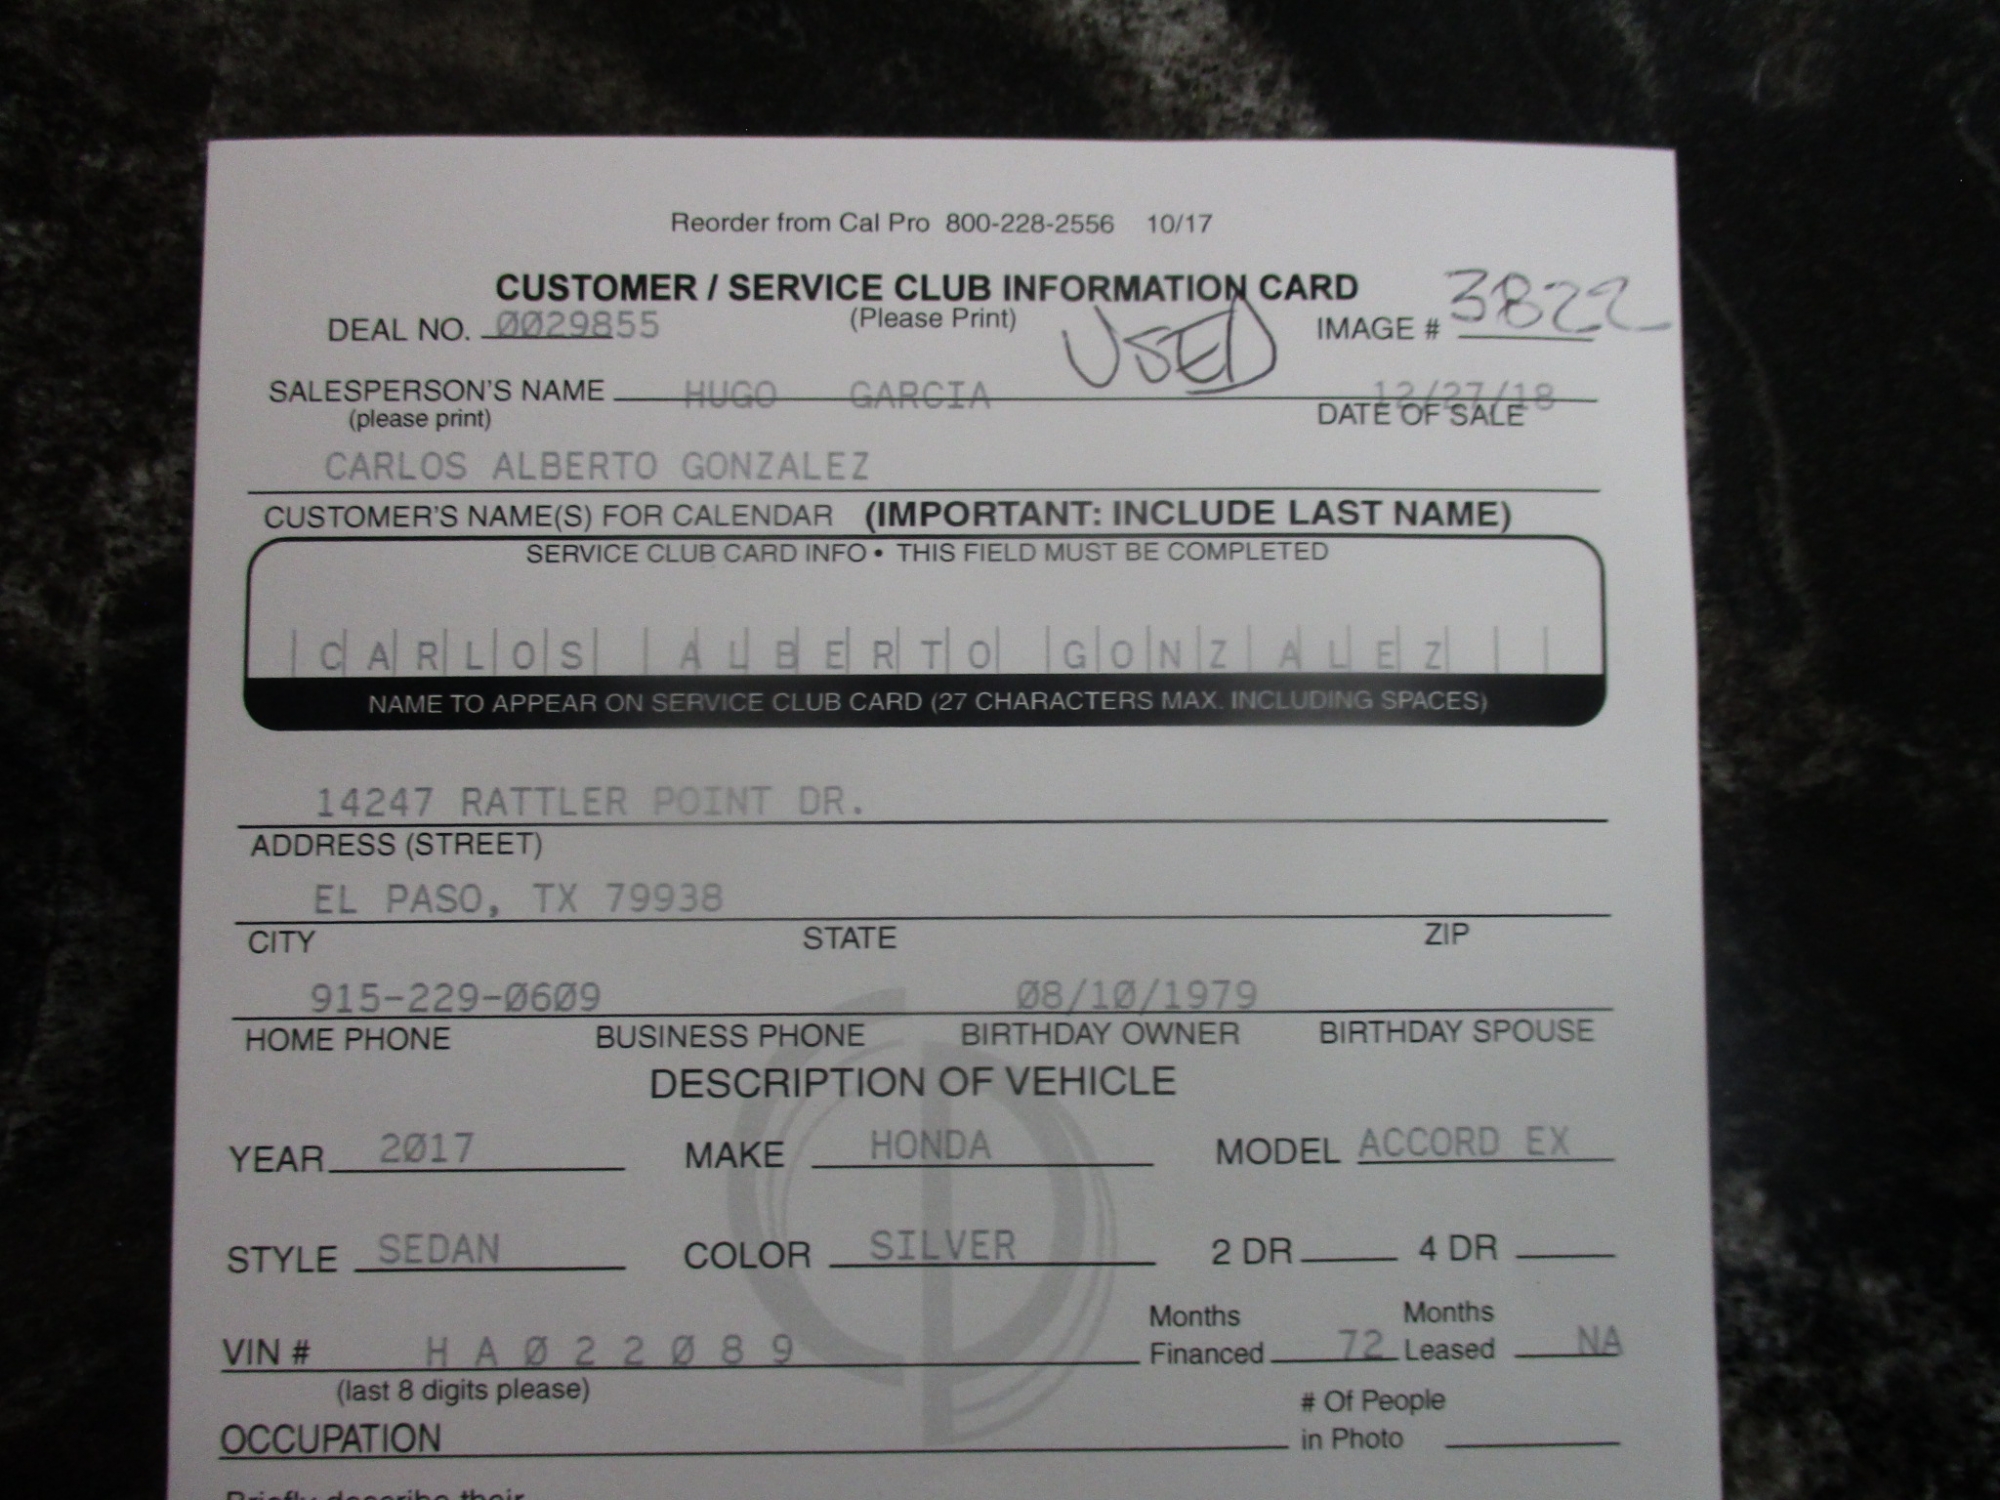 Reorder from Cal Pro 800-228-2556 10/17
CUSTOMER / SERVICE CLUB INFORMATION CARD
(Please Print)
DEAL NO. 0029855
USED
IMAGE # 3822
SALESPERSON'S NAME HUGO GARCIA
(please print)
12/27/18
DATE OF SALE
CARLOS ALBERTO GONZALEZ
CUSTOMER'S NAME(S) FOR CALENDAR (IMPORTANT: INCLUDE LAST NAME)
SERVICE CLUB CARD INFO • THIS FIELD MUST BE COMPLETED
CARLOS ALBERTO GONZALEZ
NAME TO APPEAR ON SERVICE CLUB CARD (27 CHARACTERS MAX. INCLUDING SPACES)
14247 RATTLER POINT DR.
ADDRESS (STREET)
EL PASO, TX 79938
CITY STATE ZIP
915-229-0609 08/10/1979
HOME PHONE BUSINESS PHONE BIRTHDAY OWNER BIRTHDAY SPOUSE
DESCRIPTION OF VEHICLE
YEAR 2017 MAKE HONDA MODEL ACCORD EX
STYLE SEDAN COLOR SILVER 2 DR 4 DR
VIN # HA022089 Months Financed 72 Months Leased NA
(last 8 digits please)
OCCUPATION # Of People in Photo
Briefly describe their